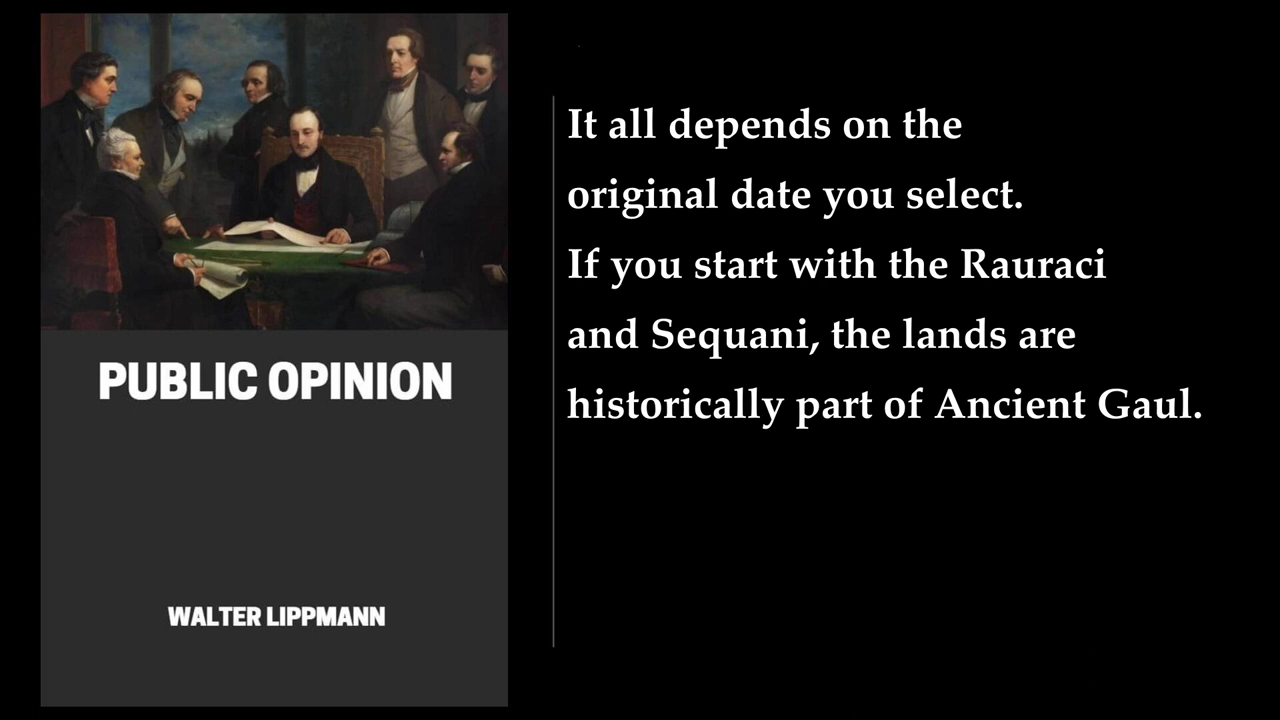 PUBLIC OPINION
WALTER LIPPMANN
It all depends on the
original date you select.
If you start with the Rauraci
and Sequani, the lands are
historically part of Ancient Gaul.